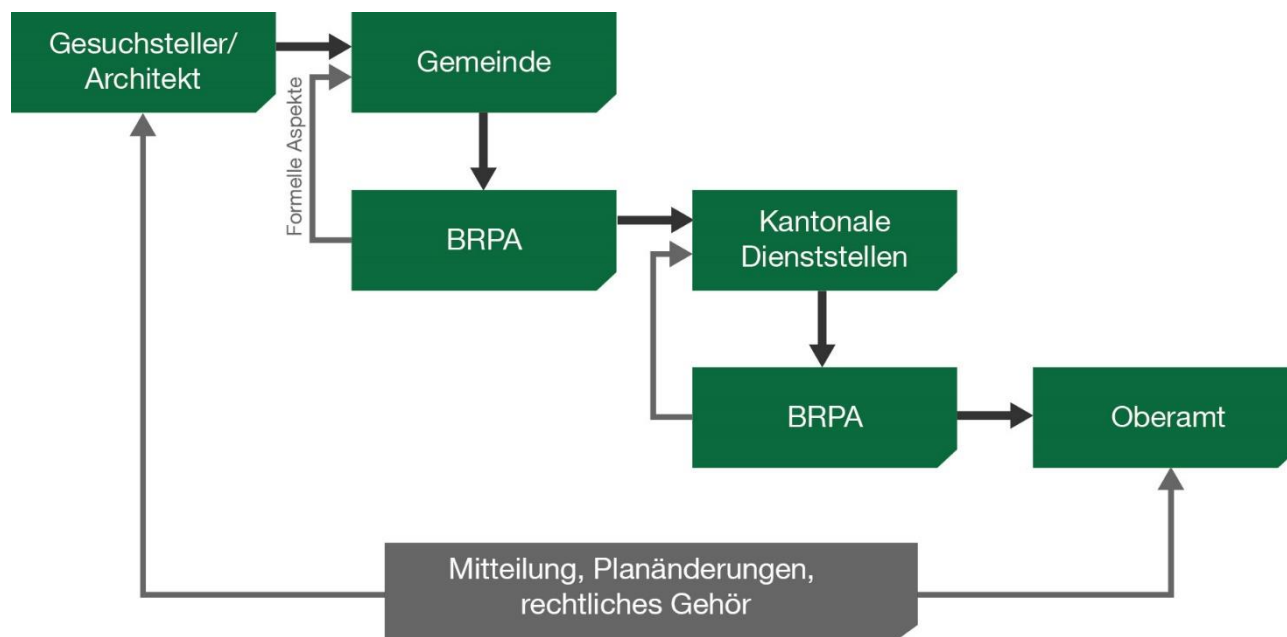 Gesuchsteller/
Architekt
Gemeinde
Formelle Aspekte
BRPA
Kantonale
Dienststellen
BRPA
Oberamt
Mitteilung, Planänderungen,
rechtliches Gehör